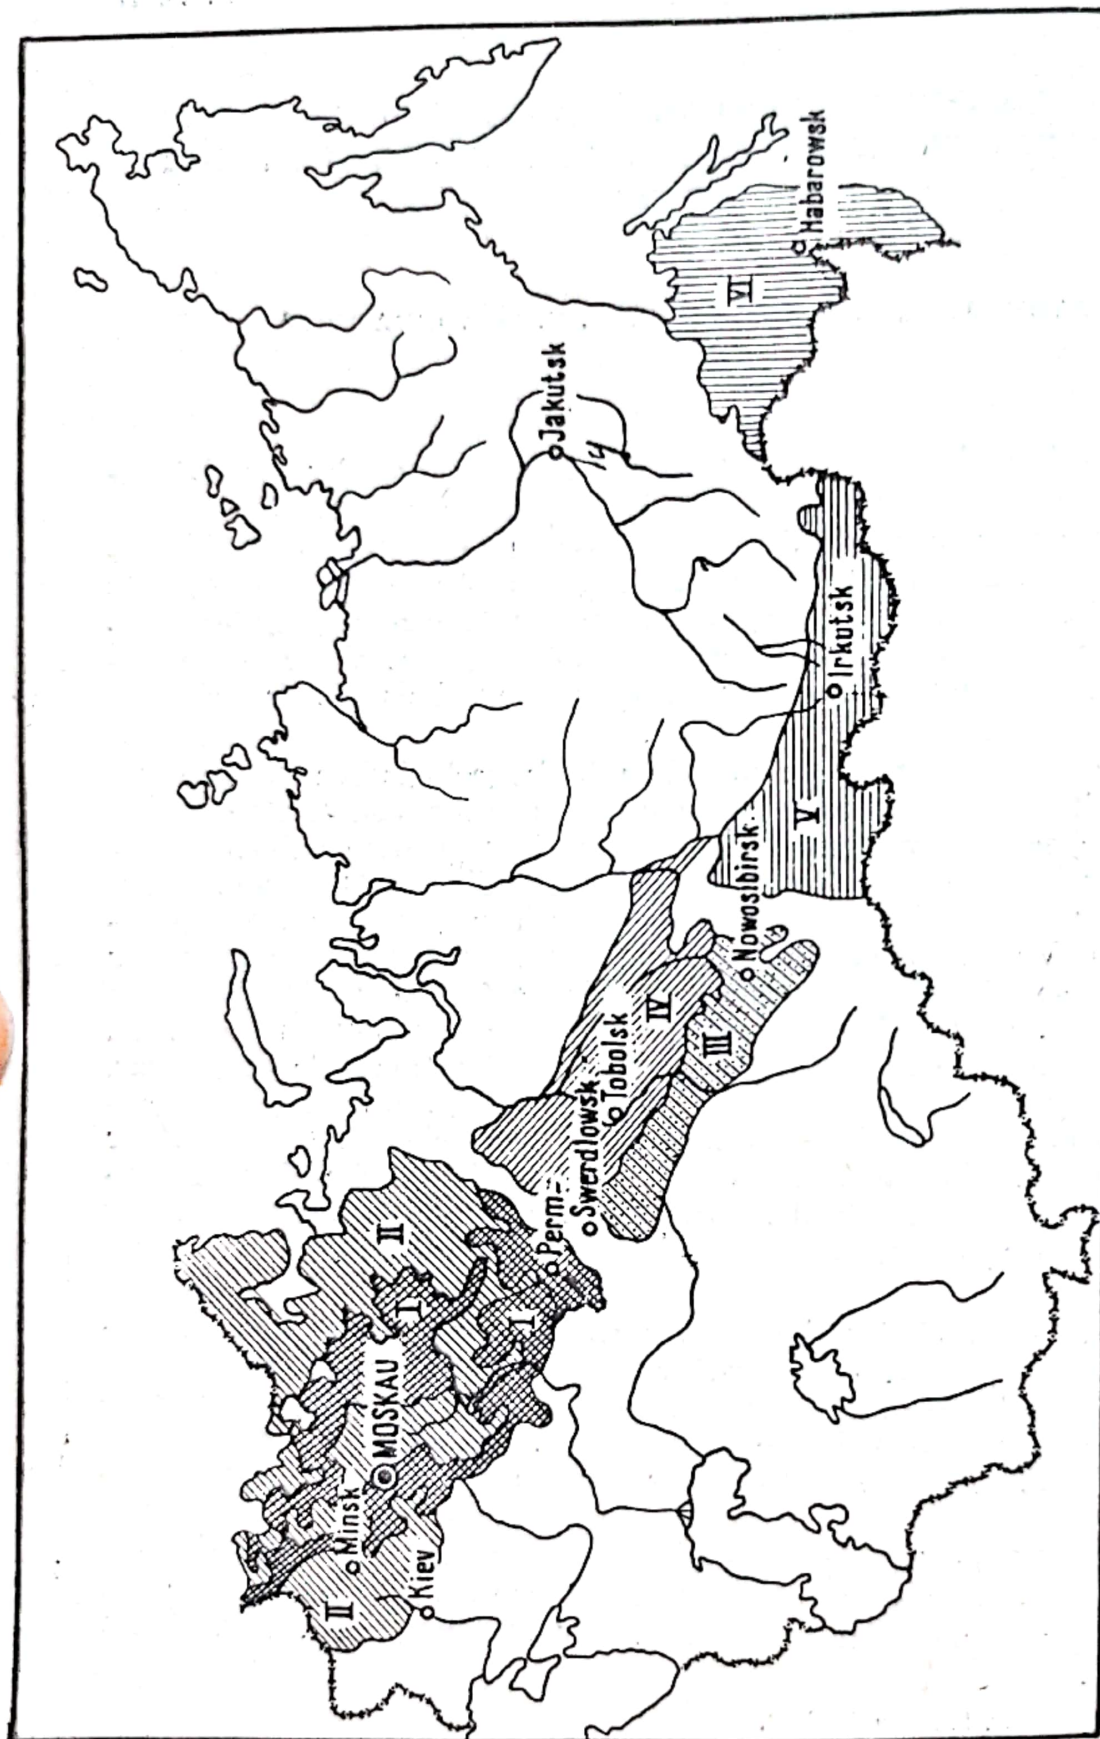 Habarowsk
VI
Jakutsk
Irkutsk
V
Nowosibirsk
IV
III
Tobolsk
Swerdlowsk
Perm
II
I
I
MOSKAU
Minsk
II
Kiev